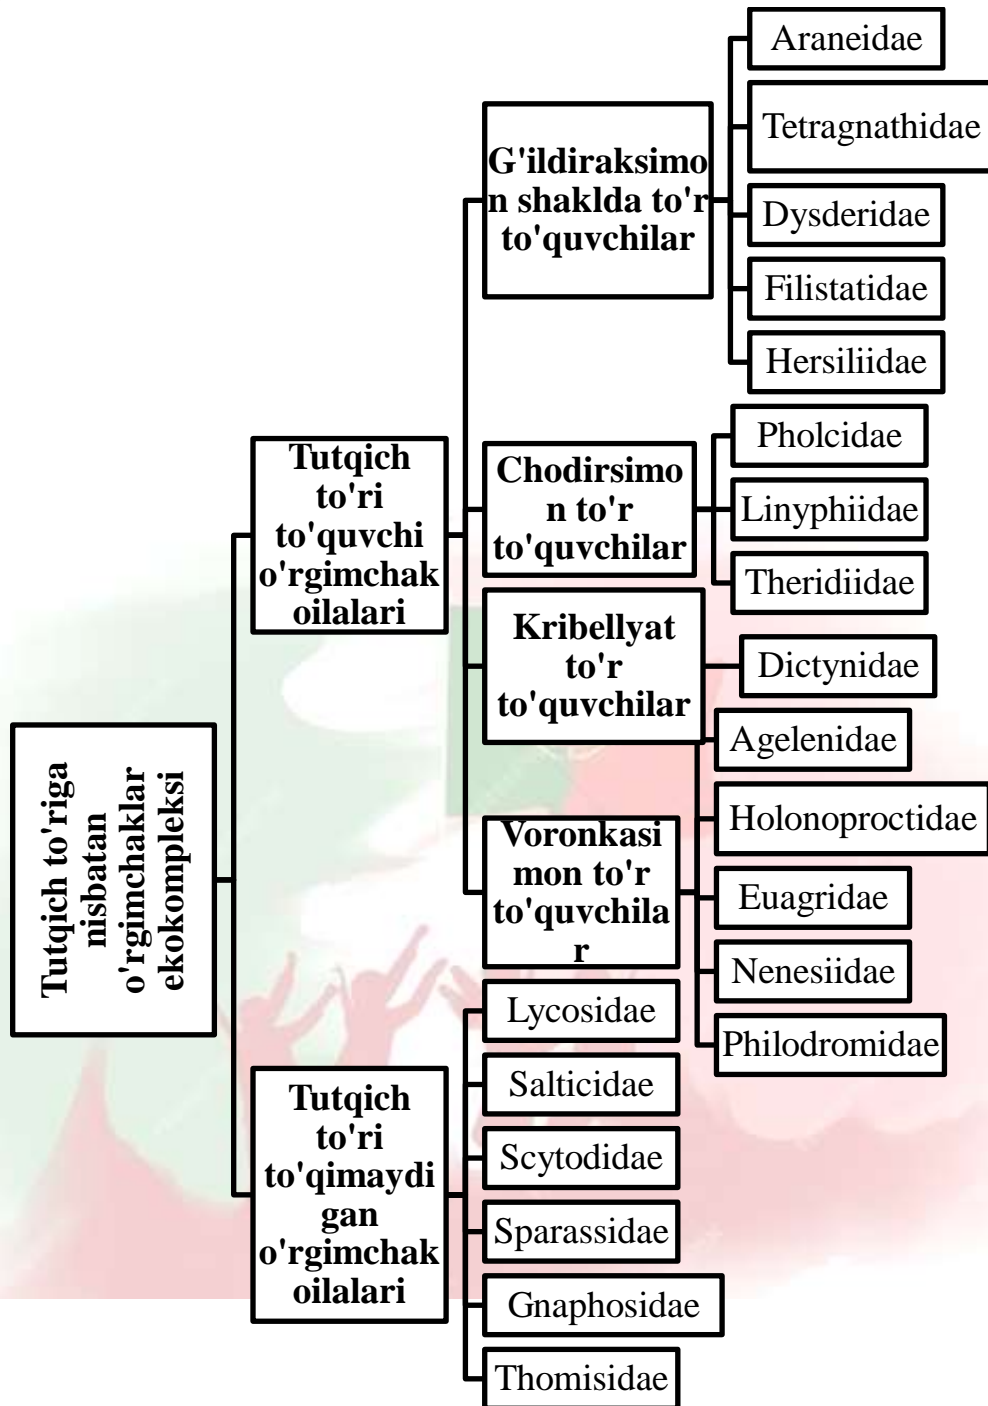 Tutqich to'riga
nisbatan
o'rgimchaklar
ekokompleksi
Tutqich
to'ri
to'quvchi
o'rgimchak
oilalari
G'ildiraksimo
n shaklda to'r
to'quvchilar
Araneidae
Tetragnathidae
Dysderidae
Filistatidae
Hersiliidae
Chodirsimo
n to'r
to'quvchilar
Pholcidae
Linyphiidae
Theridiidae
Kribellyat
to'r
to'quvchilar
Dictynidae
Voronkasi
mon to'r
to'quvchila
r
Agelenidae
Holonoproctidae
Euagridae
Nenesiidae
Philodromidae
Tutqich
to'ri
to'qimaydi
gan
o'rgimchak
oilalari
Lycosidae
Salticidae
Scytodidae
Sparassidae
Gnaphosidae
Thomisidae